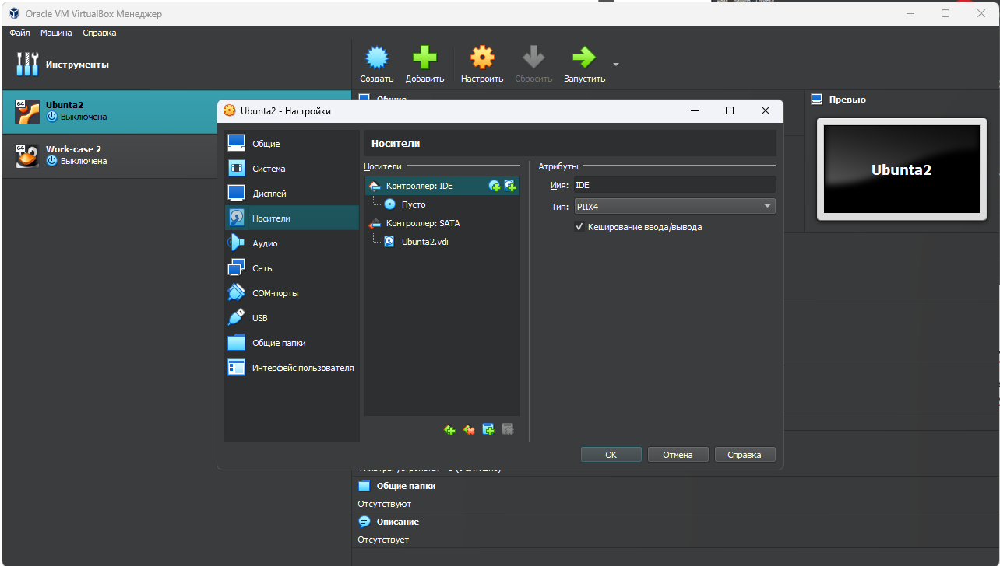 Oracle VM VirtualBox Менеджер
Файл Машина Справка
Инструменты
Создать Добавить Настроить Сбросить Запустить
64 Ubunta2
Выключена
64 Work-case 2
Выключена
Общие
Превью
Ubunta2
Ubunta2 - Настройки
Общие
Система
Дисплей
Носители
Аудио
Сеть
COM-порты
USB
Общие папки
Интерфейс пользователя
Носители
Носители
Контроллер: IDE
Пусто
Контроллер: SATA
Ubunta2.vdi
Атрибуты
Имя: IDE
Тип: PIIX4
Кеширование ввода/вывода
OK Отмена Справка
Общие папки
Отсутствуют
Описание
Отсутствует